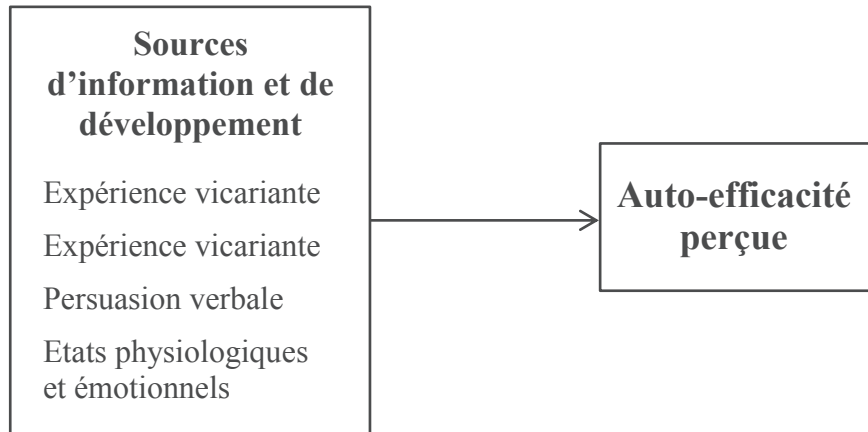 Sources
d’information et de
développement
Expérience vicariante
Expérience vicariante
Persuasion verbale
Etats physiologiques
et émotionnels
Auto-efficacité
perçue